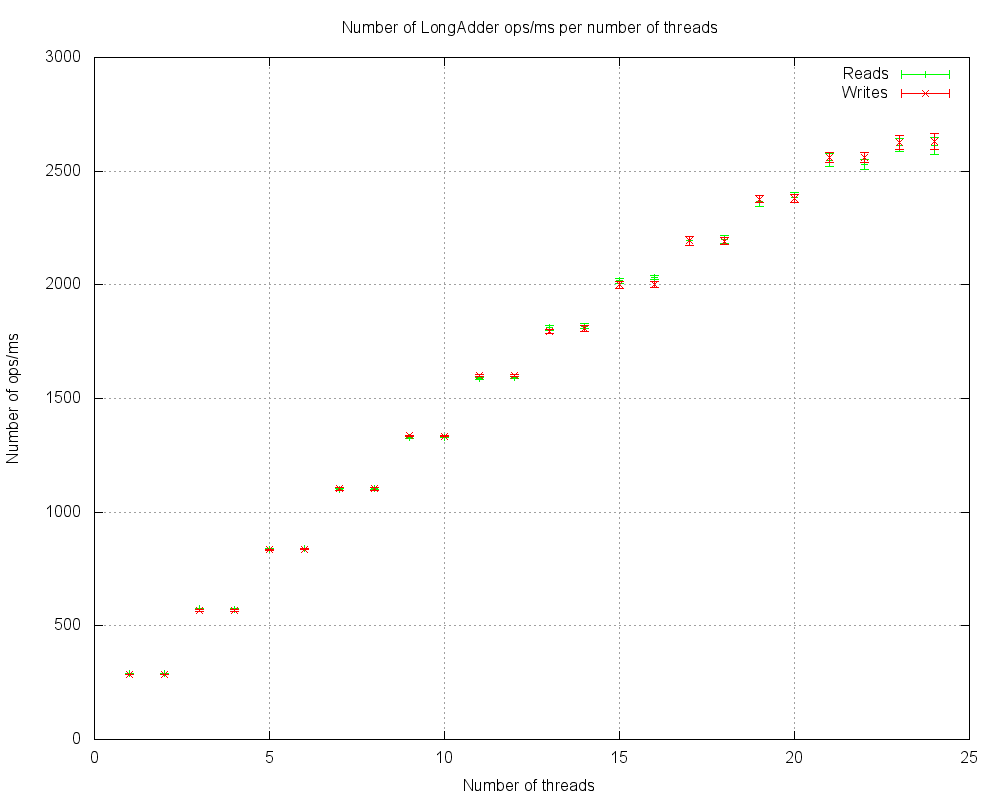 Number of LongAdder ops/ms per number of threads
Reads
Writes
3000
2500
2000
1500
1000
500
0
Number of ops/ms
0 5 10 15 20 25
Number of threads